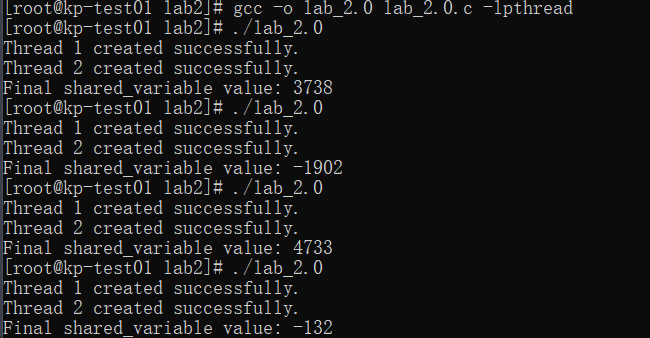 [root@kp-test01 lab2]# gcc -o lab_2.0 lab_2.0.c -lpthread
[root@kp-test01 lab2]# ./lab_2.0
Thread 1 created successfully.
Thread 2 created successfully.
Final shared_variable value: 3738
[root@kp-test01 lab2]# ./lab_2.0
Thread 1 created successfully.
Thread 2 created successfully.
Final shared_variable value: -1902
[root@kp-test01 lab2]# ./lab_2.0
Thread 1 created successfully.
Thread 2 created successfully.
Final shared_variable value: 4733
[root@kp-test01 lab2]# ./lab_2.0
Thread 1 created successfully.
Thread 2 created successfully.
Final shared_variable value: -132